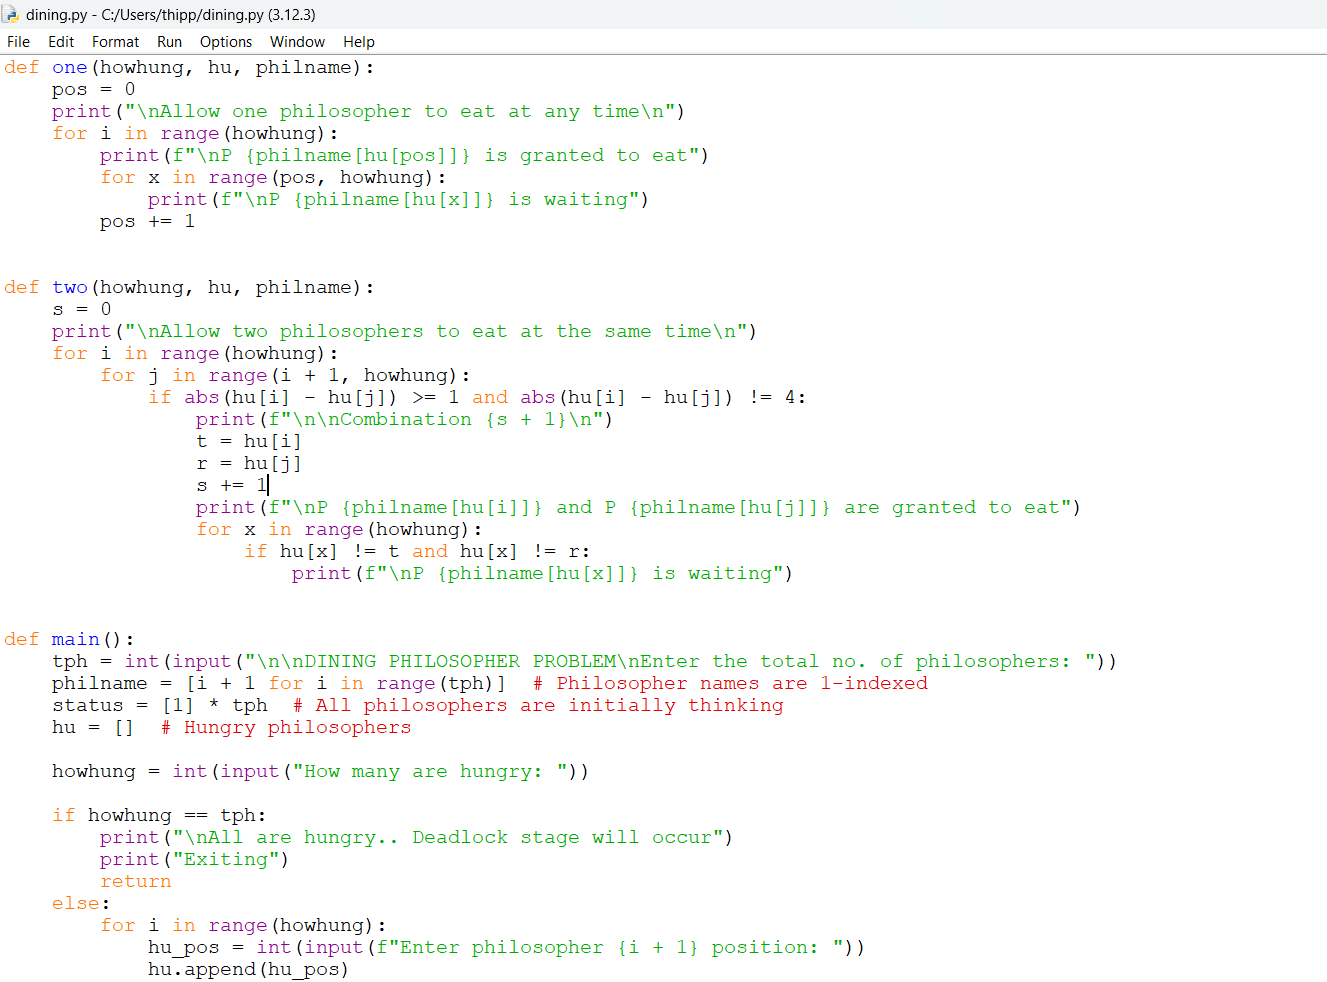 dining.py - C:/Users/thipp/dining.py (3.12.3)
File Edit Format Run Options Window Help
def one(howhung, hu, philname):
    pos = 0
    print("\nAllow one philosopher to eat at any time\n")
    for i in range(howhung):
        print(f"\nP {philname[hu[pos]]} is granted to eat")
        for x in range(pos, howhung):
            print(f"\nP {philname[hu[x]]} is waiting")
        pos += 1
def two(howhung, hu, philname):
    s = 0
    print("\nAllow two philosophers to eat at the same time\n")
    for i in range(howhung):
        for j in range(i + 1, howhung):
            if abs(hu[i] - hu[j]) >= 1 and abs(hu[i] - hu[j]) != 4:
                print(f"\n\nCombination {s + 1}\n")
                t = hu[i]
                r = hu[j]
                s += 1
                print(f"\nP {philname[hu[i]]} and P {philname[hu[j]]} are granted to eat")
                for x in range(howhung):
                    if hu[x] != t and hu[x] != r:
                        print(f"\nP {philname[hu[x]]} is waiting")
def main():
    tph = int(input("\n\nDINING PHILOSOPHER PROBLEM\nEnter the total no. of philosophers: "))
    philname = [i + 1 for i in range(tph)]  # Philosopher names are 1-indexed
    status = [1] * tph  # All philosophers are initially thinking
    hu = []  # Hungry philosophers
    howhung = int(input("How many are hungry: "))
    if howhung == tph:
        print("\nAll are hungry.. Deadlock stage will occur")
        print("Exiting")
        return
    else:
        for i in range(howhung):
            hu_pos = int(input(f"Enter philosopher {i + 1} position: "))
            hu.append(hu_pos)